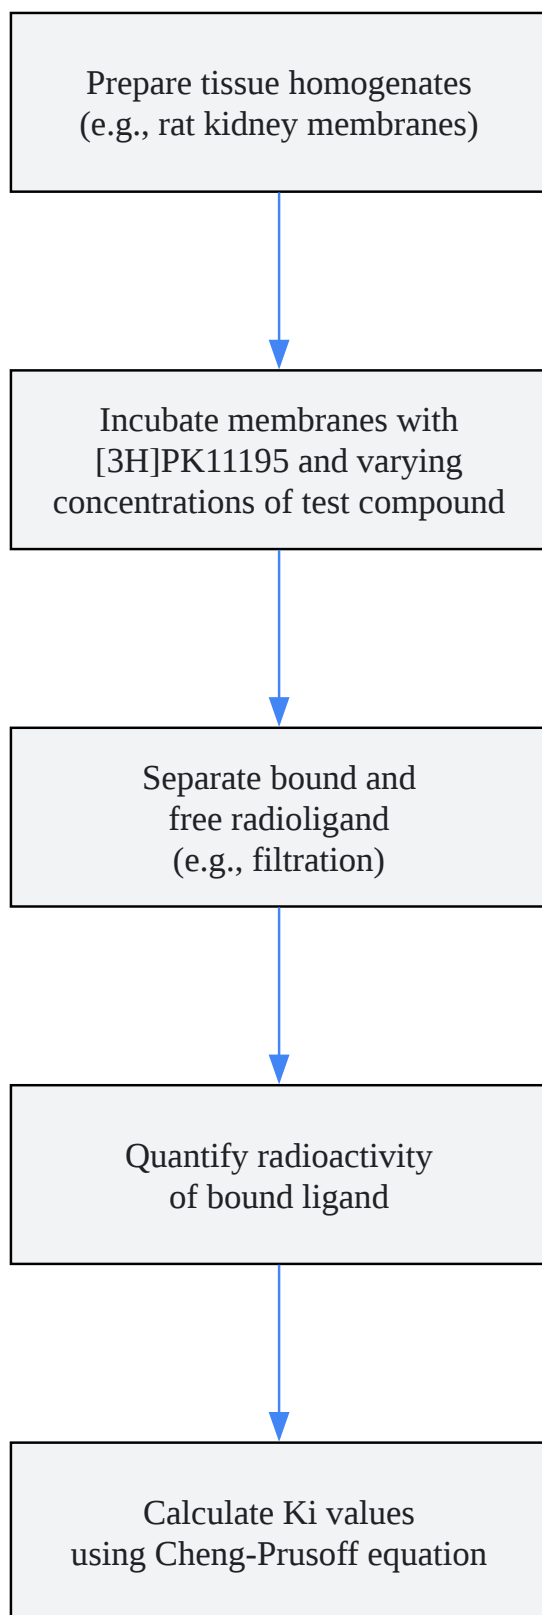 Prepare tissue homogenates
(e.g., rat kidney membranes)
Incubate membranes with
[3H]PK11195 and varying
concentrations of test compound
Separate bound and
free radioligand
(e.g., filtration)
Quantify radioactivity
of bound ligand
Calculate Ki values
using Cheng-Prusoff equation